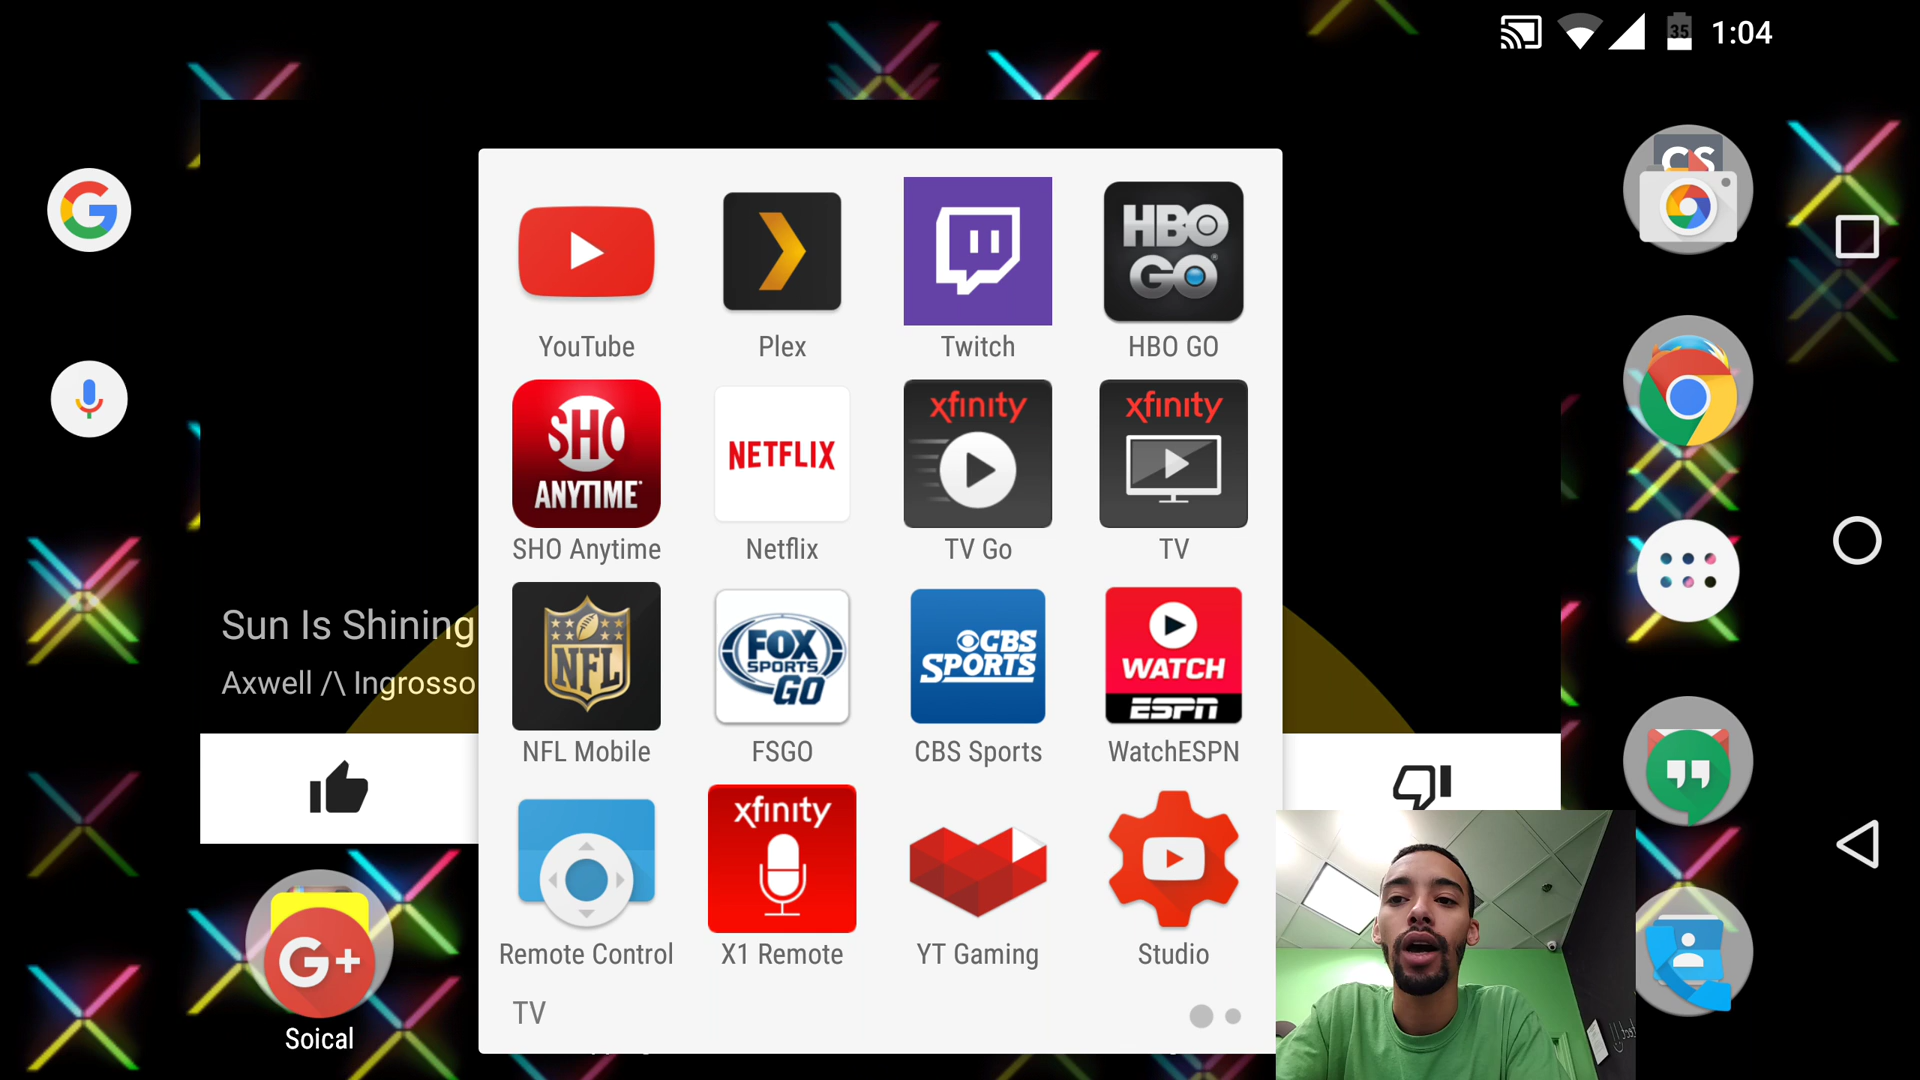 35 1:04
CS
HBO
GO
YouTube Plex Twitch HBO GO
SHO
ANYTIME
NETFLIX
xfinity
xfinity
SHO Anytime Netflix TV Go TV
NFL
FOX
SPORTS
GO
CBS
SPORTS
WATCH
ESPN
Sun Is Shining
Axwell /\ Ingrosso
NFL Mobile FSGO CBS Sports WatchESPN
xfinity
Remote Control X1 Remote YT Gaming Studio
G+
Soical
TV